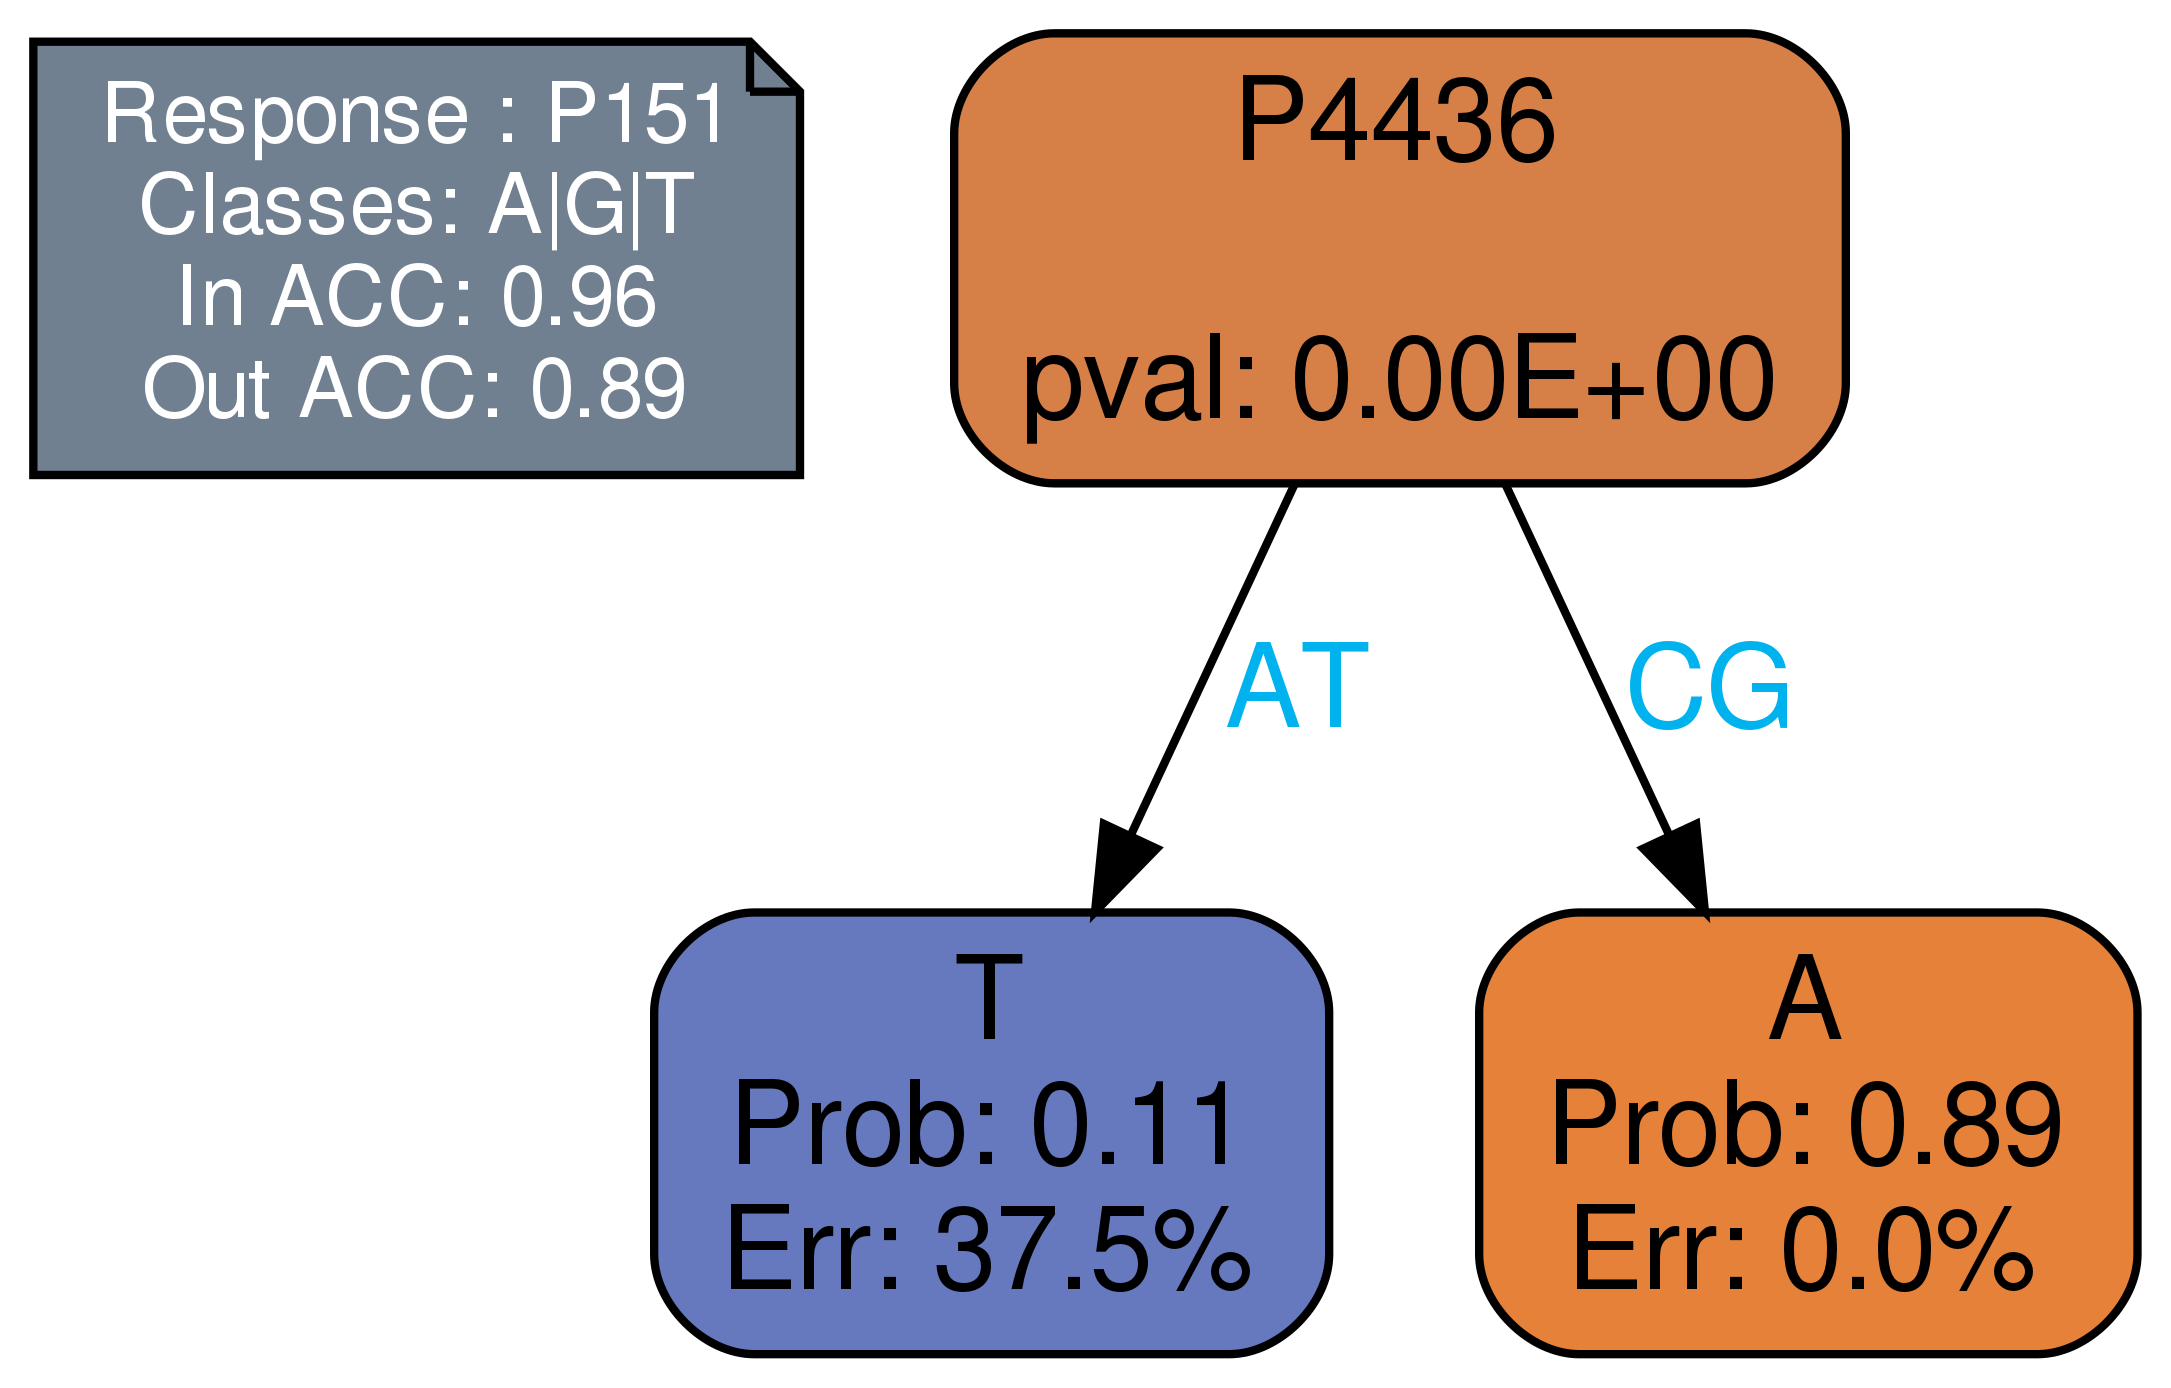 Response : P151
Classes: A|G|T
In ACC: 0.96
Out ACC: 0.89
P4436
pval: 0.00E+00
AT
CG
T
Prob: 0.11
Err: 37.5%
A
Prob: 0.89
Err: 0.0%